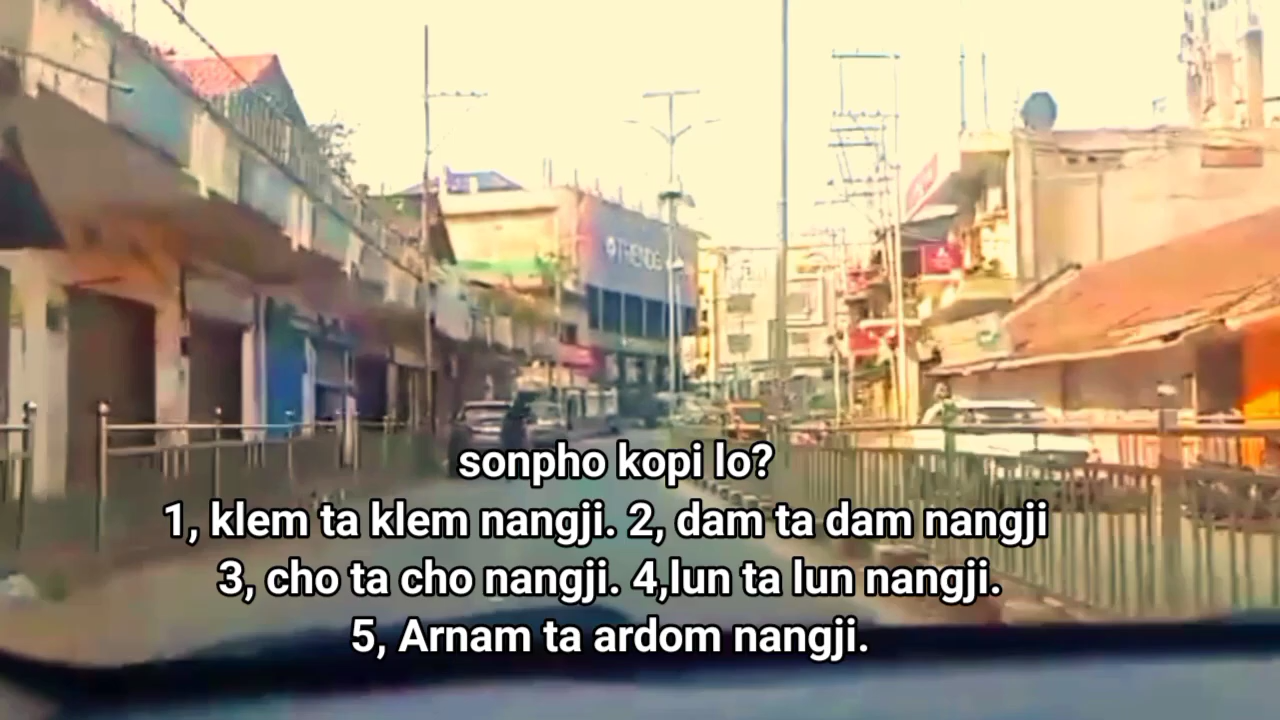 TRENDS
sonpho kopi lo?
1, klem ta klem nangji. 2, dam ta dam nangji
3, cho ta cho nangji. 4,lun ta lun nangji.
5, Arnam ta ardom nangji.